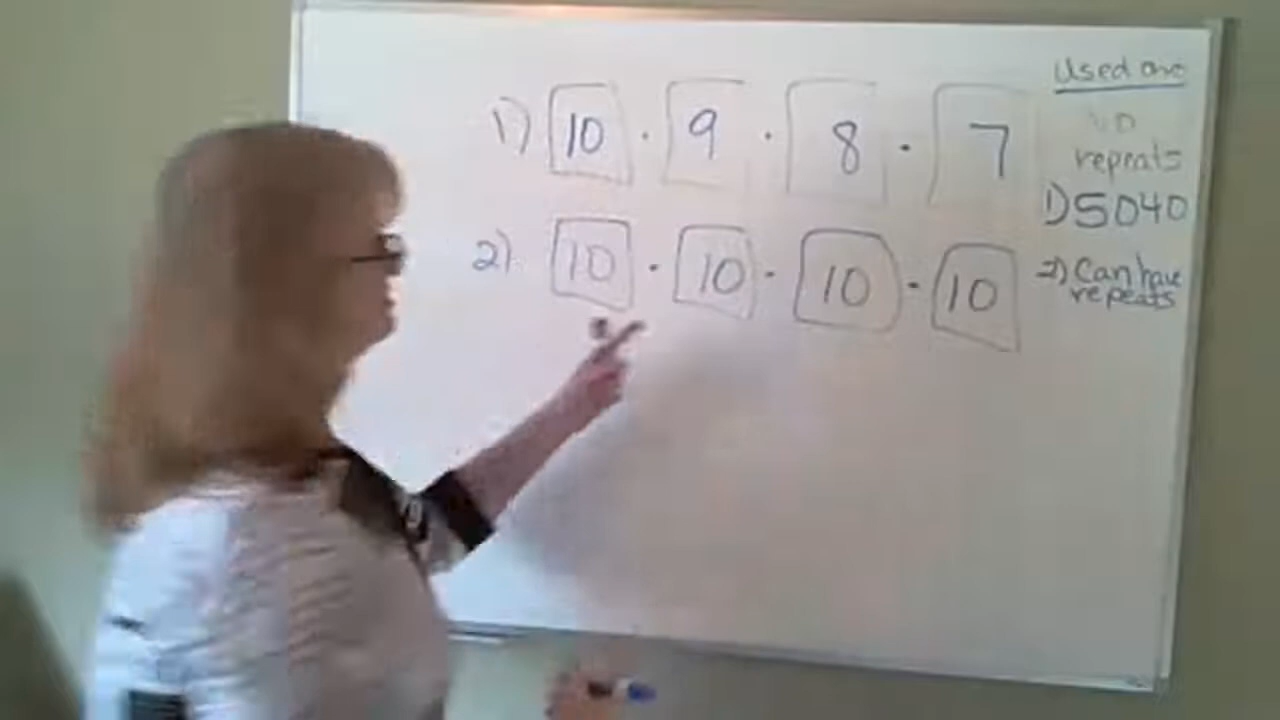 Used one
1) 10 · 9 · 8 · 7
repeats
1) 5040
2) 10 · 10 · 10 · 10
2) Can have
repeats